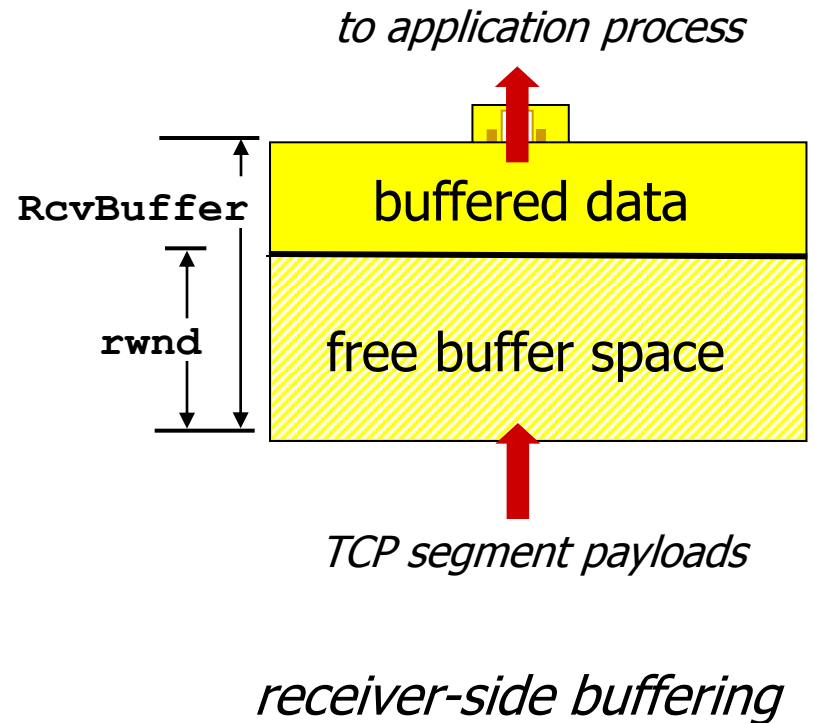 to application process
RcvBuffer
buffered data
rwnd
free buffer space
TCP segment payloads
receiver-side buffering